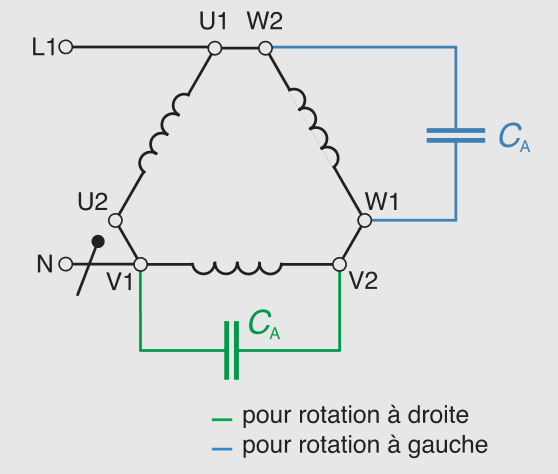 U1 W2
L1
C_A
U2
W1
N
V1
V2
C_A
pour rotation à droite
pour rotation à gauche